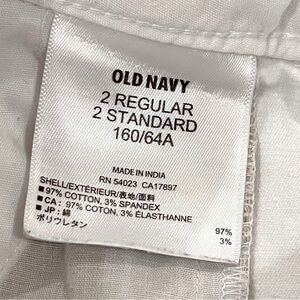 OLD NAVY
2 REGULAR
2 STANDARD
160/64A
MADE IN INDIA
RN 54023 CA17897
SHELL/EXTÉRIEUR/表地/面料
■ 97% COTTON, 3% SPANDEX
■ CA: 97% COTON, 3% ÉLASTHANNE
■ JP: 綿 97%
ポリウレタン 3%